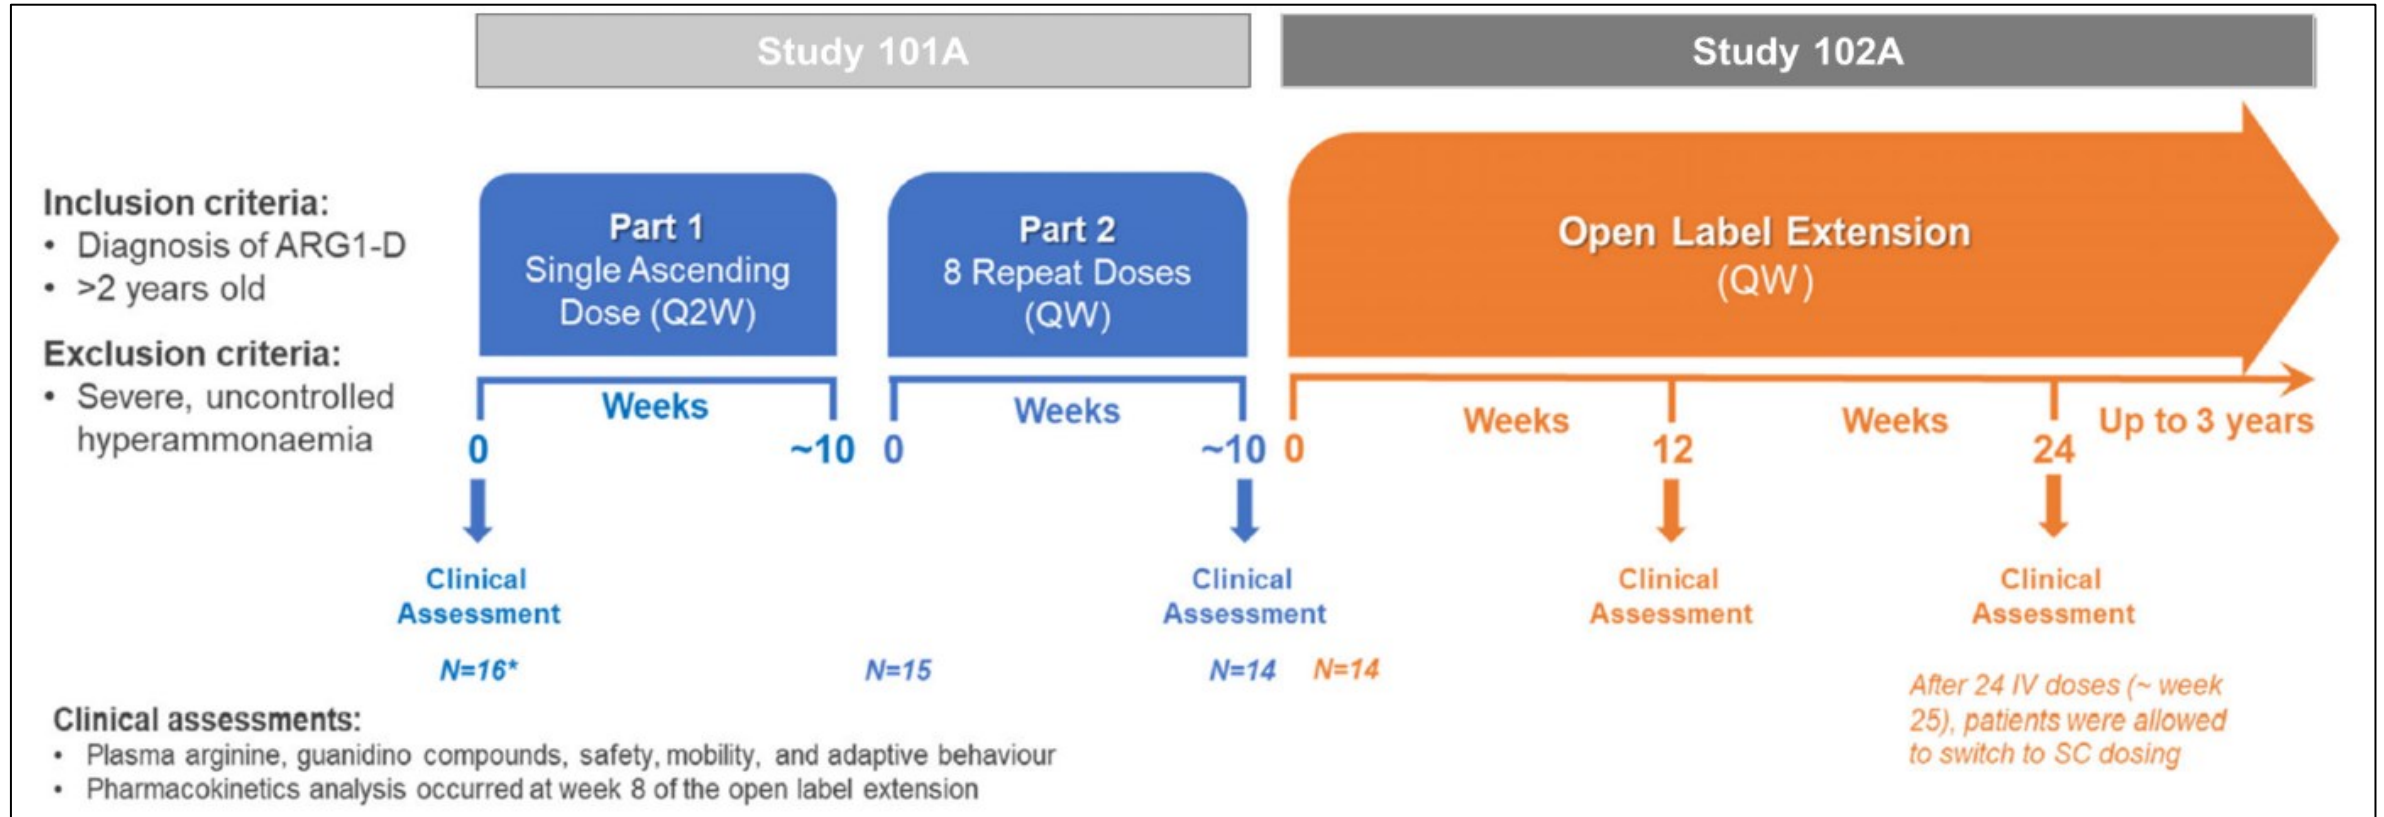 Study 101A
Study 102A
Inclusion criteria:
• Diagnosis of ARG1-D
• >2 years old
Exclusion criteria:
• Severe, uncontrolled
hyperammonaemia
Part 1
Single Ascending
Dose (Q2W)
Part 2
8 Repeat Doses
(QW)
Open Label Extension
(QW)
Weeks
0
~10
Weeks
0
~10
Weeks
Weeks
Up to 3 years
0
12
24
Clinical
Assessment
Clinical
Assessment
Clinical
Assessment
Clinical
Assessment
N=16*
N=15
N=14
N=14
After 24 IV doses (~ week
25), patients were allowed
to switch to SC dosing
Clinical assessments:
• Plasma arginine, guanidino compounds, safety, mobility, and adaptive behaviour
• Pharmacokinetics analysis occurred at week 8 of the open label extension